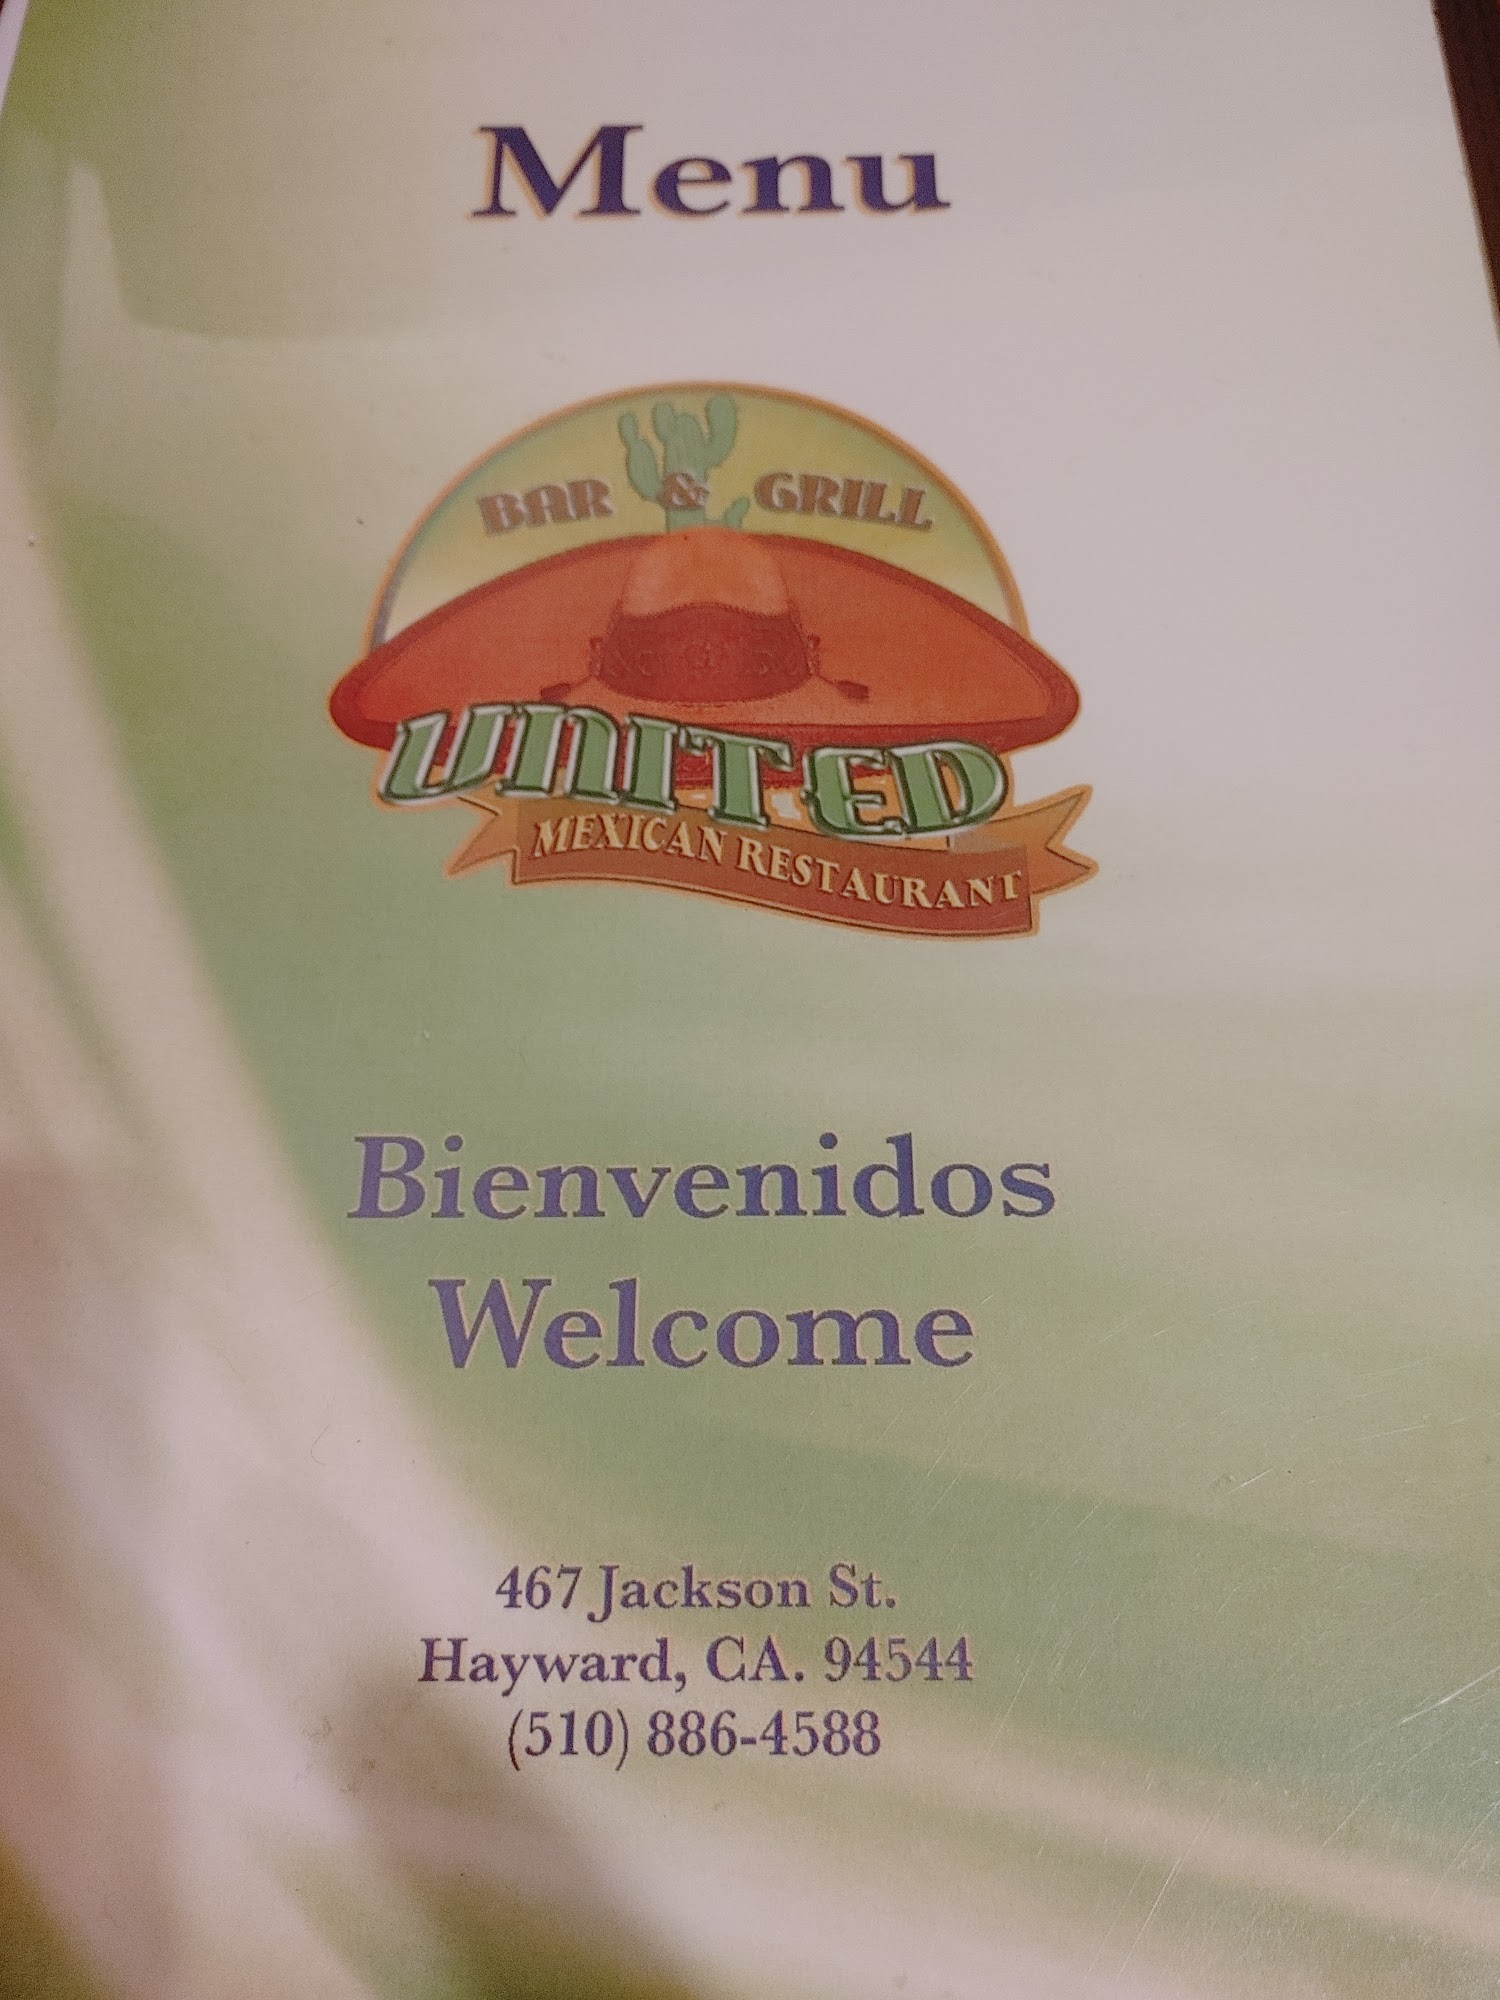 Menu
BAR & GRILL
UNITED
MEXICAN RESTAURANT
Bienvenidos
Welcome
467 Jackson St.
Hayward, CA. 94544
(510) 886-4588